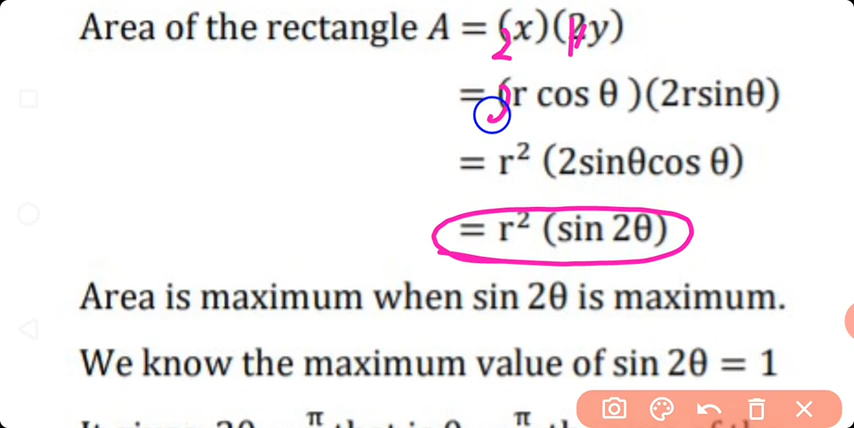 Area of the rectangle A = (x)(2y)
= (r cos θ )(2rsinθ)
= r² (2sinθcos θ)
= r² (sin 2θ)
Area is maximum when sin 2θ is maximum.
We know the maximum value of sin 2θ = 1